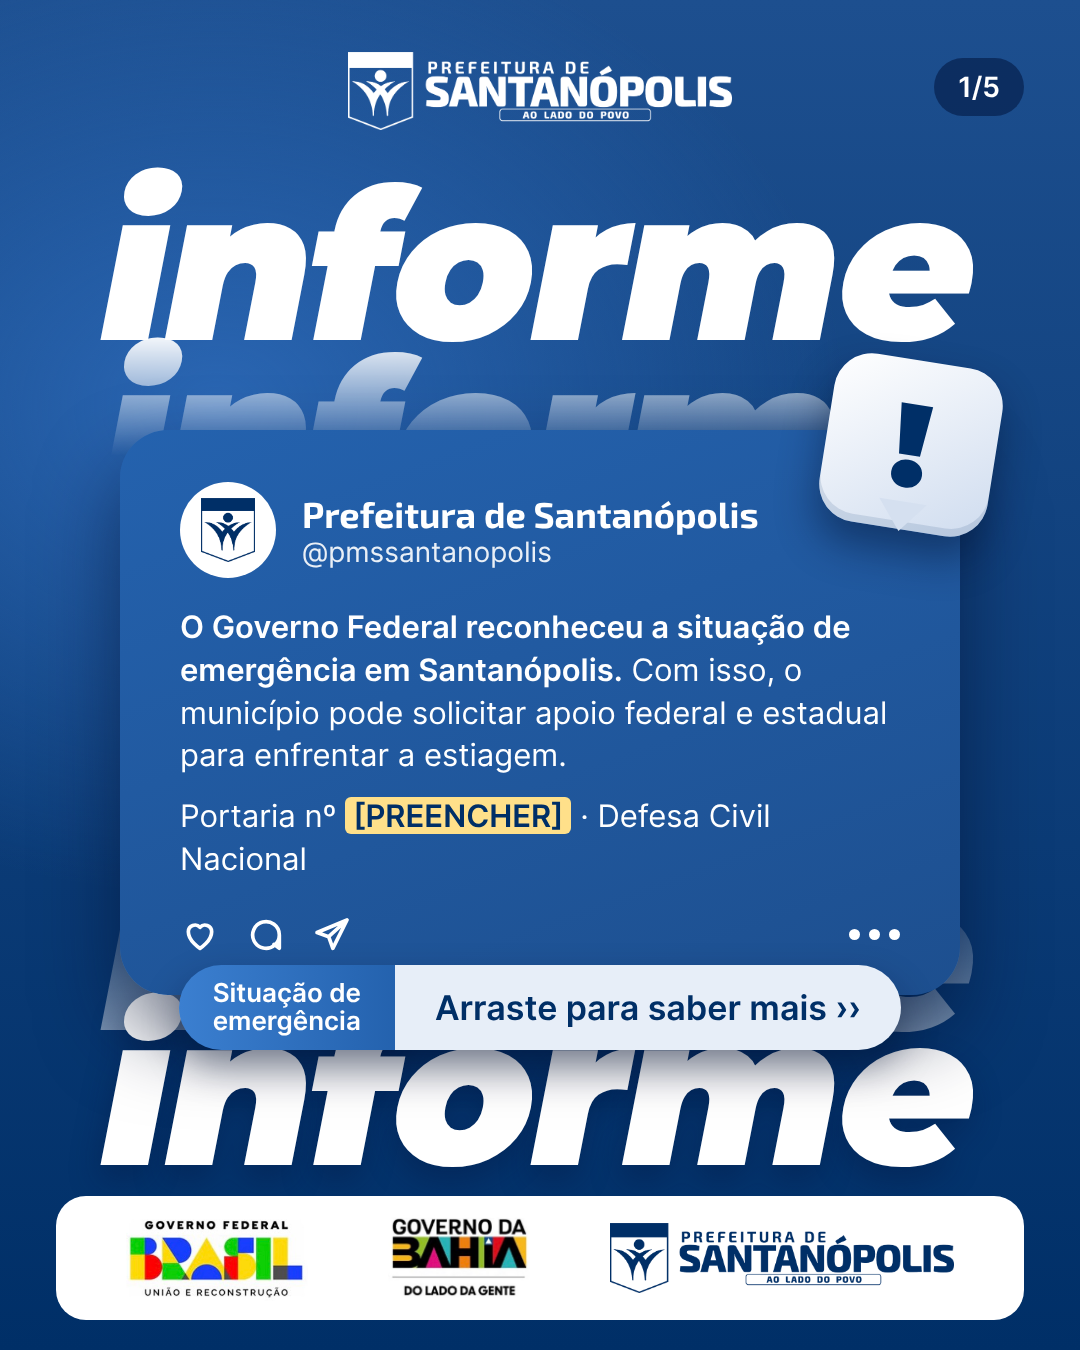 PREFEITURA DE
SANTANÓPOLIS
AO LADO DO POVO
1/5
informe
inform
!
Prefeitura de Santanópolis
@pmssantanopolis
O Governo Federal reconheceu a situação de
emergência em Santanópolis. Com isso, o
município pode solicitar apoio federal e estadual
para enfrentar a estiagem.
Portaria nº [PREENCHER] · Defesa Civil
Nacional
Situação de
emergência
Arraste para saber mais ››
informe
GOVERNO FEDERAL
BRASIL
UNIÃO E RECONSTRUÇÃO
GOVERNO DA
BAHIA
DO LADO DA GENTE
PREFEITURA DE
SANTANÓPOLIS
AO LADO DO POVO